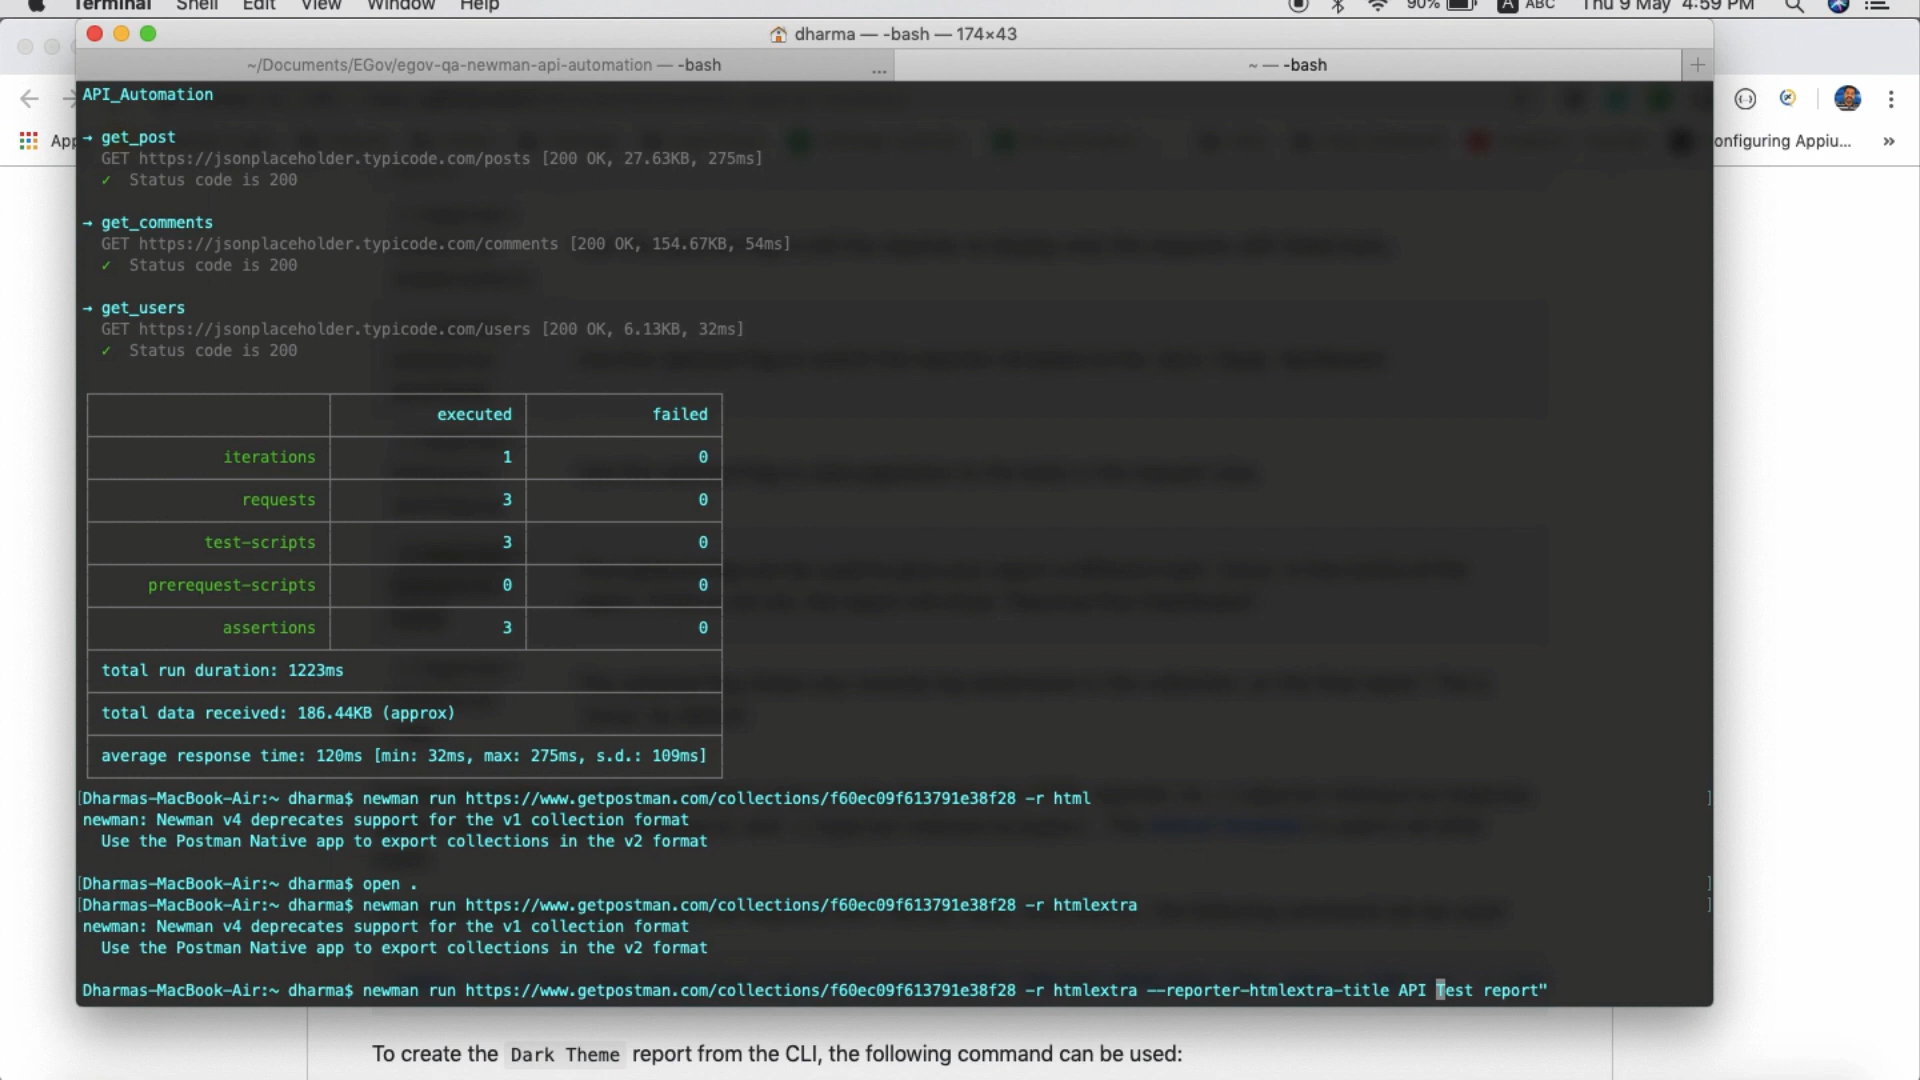 Terminal Shell Edit View Window Help 90% A ABC Thu 9 May 4:59 PM
dharma — -bash — 174×43
~/Documents/EGov/egov-qa-newman-api-automation — -bash ... ~ — -bash +
API_Automation
→ get_post
GET https://jsonplaceholder.typicode.com/posts [200 OK, 27.63KB, 275ms]
✓ Status code is 200
→ get_comments
GET https://jsonplaceholder.typicode.com/comments [200 OK, 154.67KB, 54ms]
✓ Status code is 200
→ get_users
GET https://jsonplaceholder.typicode.com/users [200 OK, 6.13KB, 32ms]
✓ Status code is 200
executed failed
iterations 1 0
requests 3 0
test-scripts 3 0
prerequest-scripts 0 0
assertions 3 0
total run duration: 1223ms
total data received: 186.44KB (approx)
average response time: 120ms [min: 32ms, max: 275ms, s.d.: 109ms]
[Dharmas-MacBook-Air:~ dharma$ newman run https://www.getpostman.com/collections/f60ec09f613791e38f28 -r html ]
newman: Newman v4 deprecates support for the v1 collection format
Use the Postman Native app to export collections in the v2 format
[Dharmas-MacBook-Air:~ dharma$ open . ]
[Dharmas-MacBook-Air:~ dharma$ newman run https://www.getpostman.com/collections/f60ec09f613791e38f28 -r htmlextra ]
newman: Newman v4 deprecates support for the v1 collection format
Use the Postman Native app to export collections in the v2 format
Dharmas-MacBook-Air:~ dharma$ newman run https://www.getpostman.com/collections/f60ec09f613791e38f28 -r htmlextra --reporter-htmlextra-title API Test report"
App
onfiguring Appiu... »
To create the Dark Theme report from the CLI, the following command can be used: